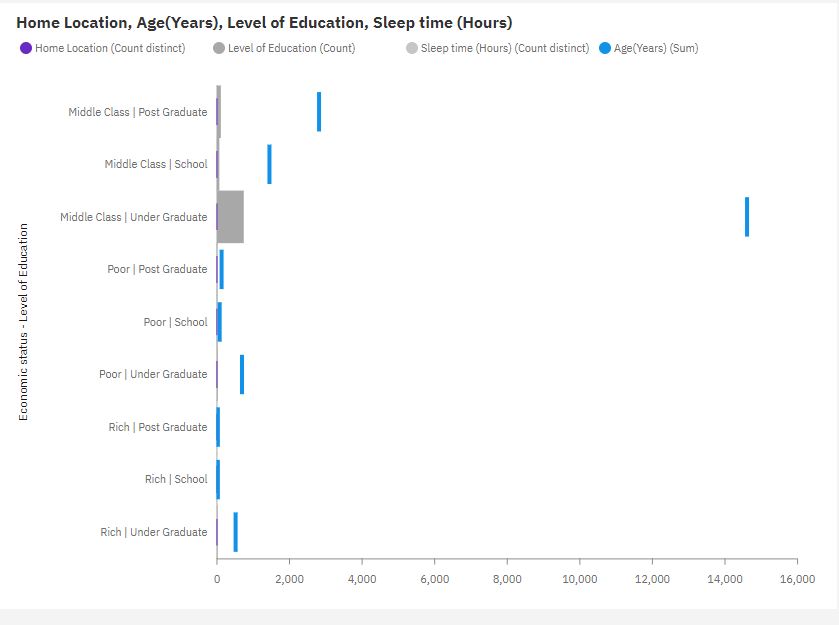 Home Location, Age(Years), Level of Education, Sleep time (Hours)
Home Location (Count distinct) Level of Education (Count) Sleep time (Hours) (Count distinct) Age(Years) (Sum)
Economic status - Level of Education
Middle Class | Post Graduate
Middle Class | School
Middle Class | Under Graduate
Poor | Post Graduate
Poor | School
Poor | Under Graduate
Rich | Post Graduate
Rich | School
Rich | Under Graduate
0 2,000 4,000 6,000 8,000 10,000 12,000 14,000 16,000